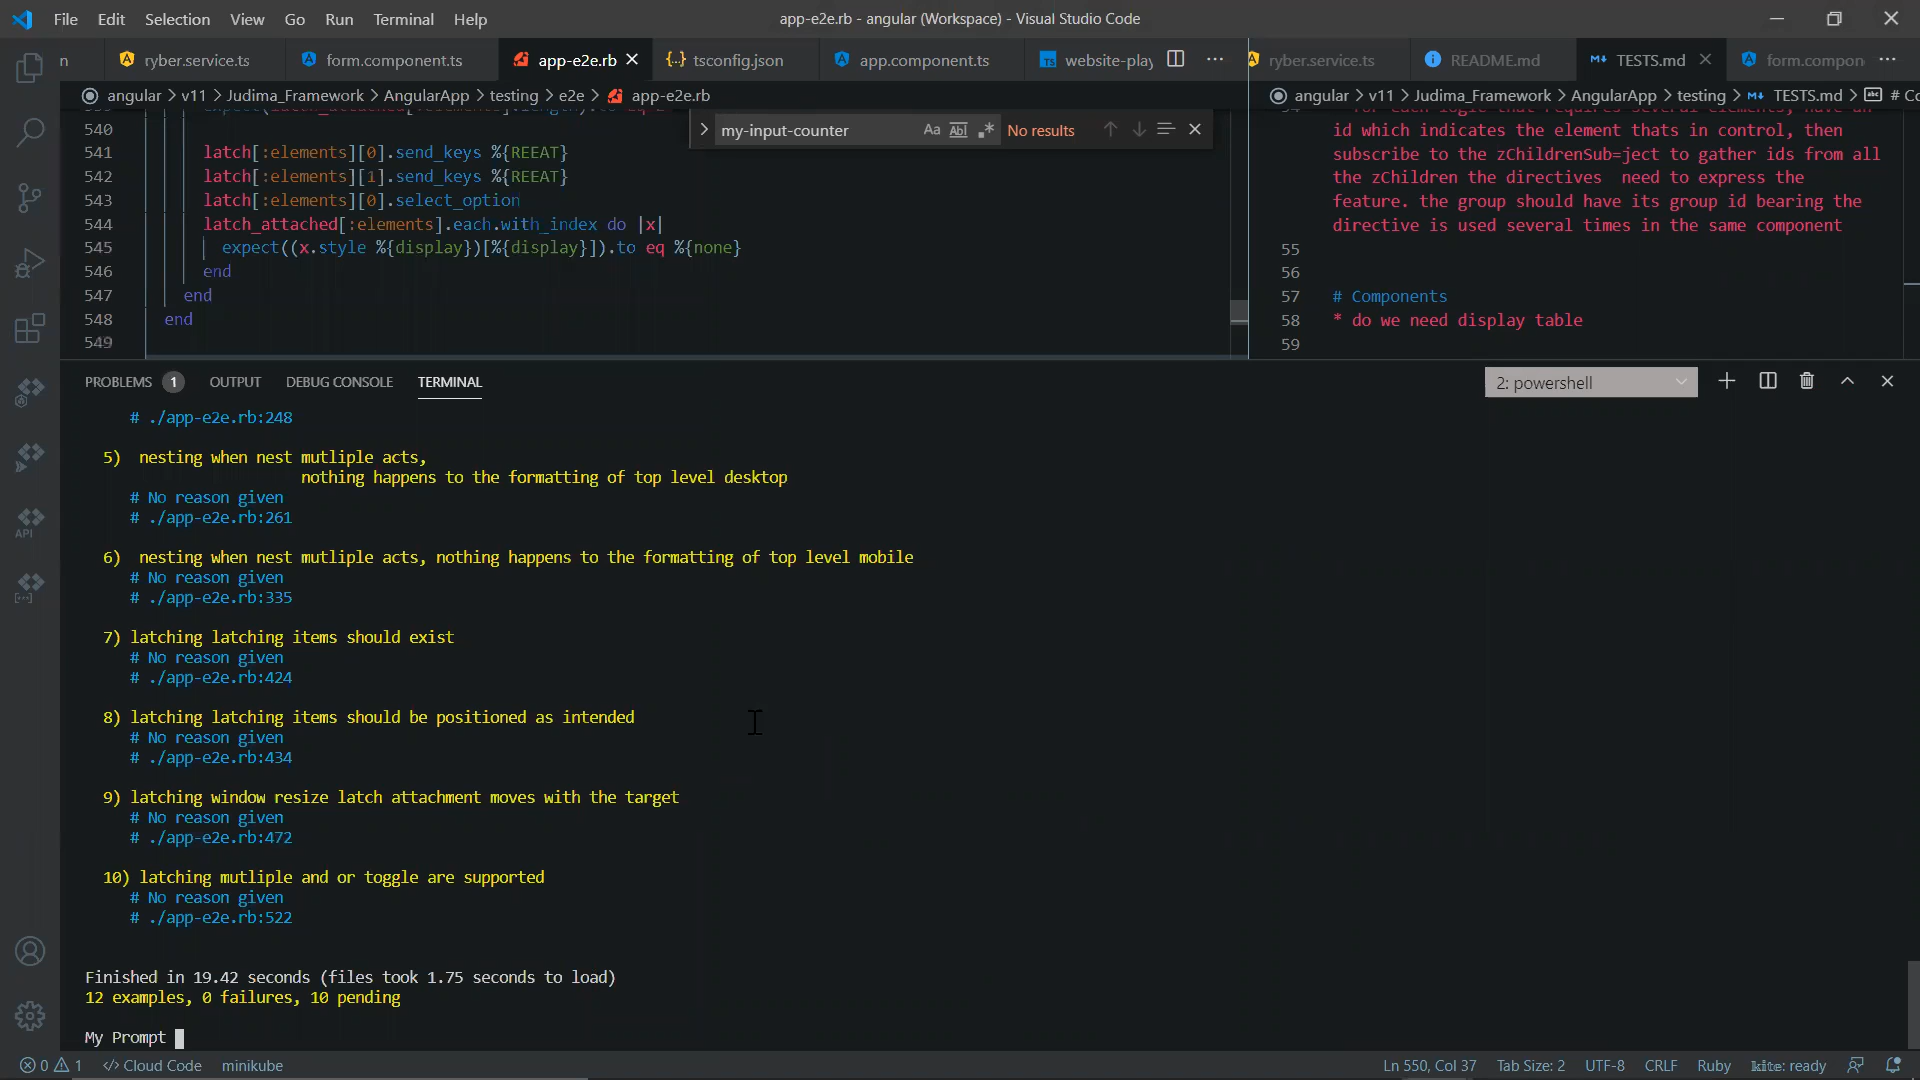 File Edit Selection View Go Run Terminal Help
app-e2e.rb - angular (Workspace) - Visual Studio Code
n ryber.service.ts form.component.ts app-e2e.rb tsconfig.json app.component.ts website-play ···
ryber.service.ts README.md TESTS.md form.compon ···
angular > v11 > Judima_Framework > AngularApp > testing > e2e > app-e2e.rb
angular > v11 > Judima_Framework > AngularApp > testing > TESTS.md > # Co
my-input-counter Aa Abl .* No results
540
541 latch[:elements][0].send_keys %{REEAT}
542 latch[:elements][1].send_keys %{REEAT}
543 latch[:elements][0].select_option
544 latch_attached[:elements].each.with_index do |x|
545 expect((x.style %{display})[%{display}]).to eq %{none}
546 end
547 end
548 end
549
id which indicates the element thats in control, then
subscribe to the zChildrenSub=ject to gather ids from all
the zChildren the directives  need to express the
feature. the group should have its group id bearing the
directive is used several times in the same component
55
56
57 # Components
58 * do we need display table
59
PROBLEMS 1 OUTPUT DEBUG CONSOLE TERMINAL
2: powershell
# ./app-e2e.rb:248
5)  nesting when nest mutliple acts,
nothing happens to the formatting of top level desktop
# No reason given
# ./app-e2e.rb:261
6)  nesting when nest mutliple acts, nothing happens to the formatting of top level mobile
# No reason given
# ./app-e2e.rb:335
7) latching latching items should exist
# No reason given
# ./app-e2e.rb:424
8) latching latching items should be positioned as intended
# No reason given
# ./app-e2e.rb:434
9) latching window resize latch attachment moves with the target
# No reason given
# ./app-e2e.rb:472
10) latching mutliple and or toggle are supported
# No reason given
# ./app-e2e.rb:522
Finished in 19.42 seconds (files took 1.75 seconds to load)
12 examples, 0 failures, 10 pending
My Prompt
0 1 </> Cloud Code minikube
Ln 550, Col 37 Tab Size: 2 UTF-8 CRLF Ruby kite: ready
API